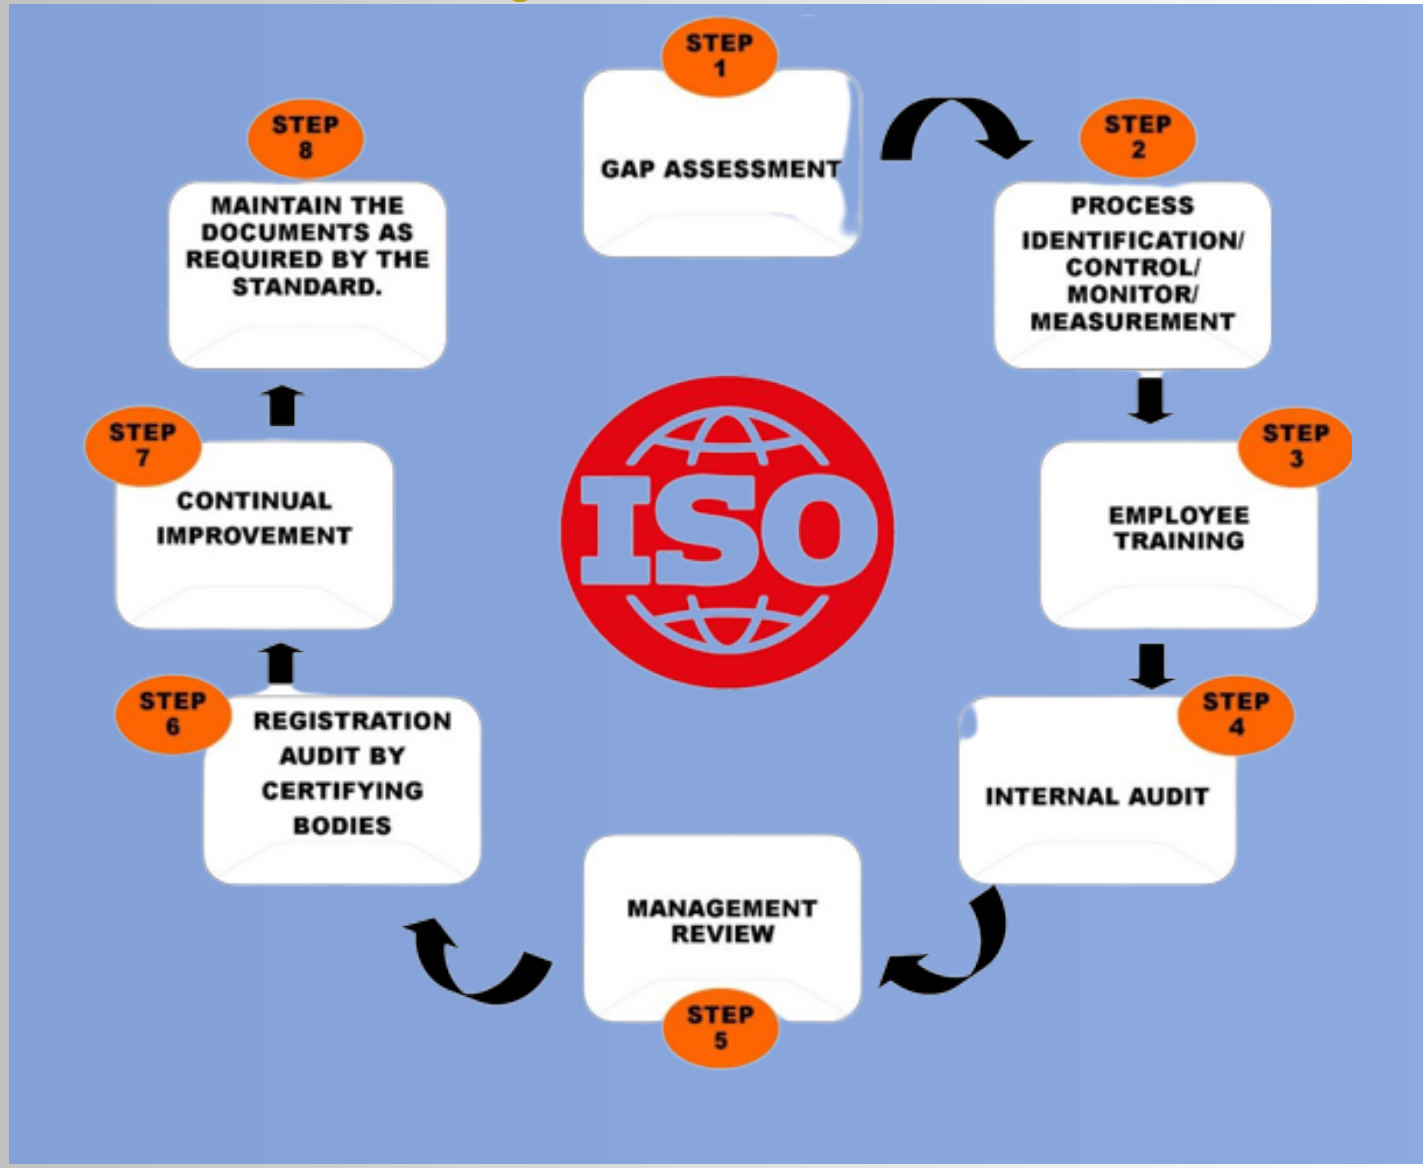 STEP
1
GAP ASSESSMENT
STEP
2
PROCESS
IDENTIFICATION/
CONTROL/
MONITOR/
MEASUREMENT
STEP
3
EMPLOYEE
TRAINING
STEP
4
INTERNAL AUDIT
MANAGEMENT
REVIEW
STEP
5
STEP
6
REGISTRATION
AUDIT BY
CERTIFYING
BODIES
STEP
7
CONTINUAL
IMPROVEMENT
STEP
8
MAINTAIN THE
DOCUMENTS AS
REQUIRED BY THE
STANDARD.
ISO